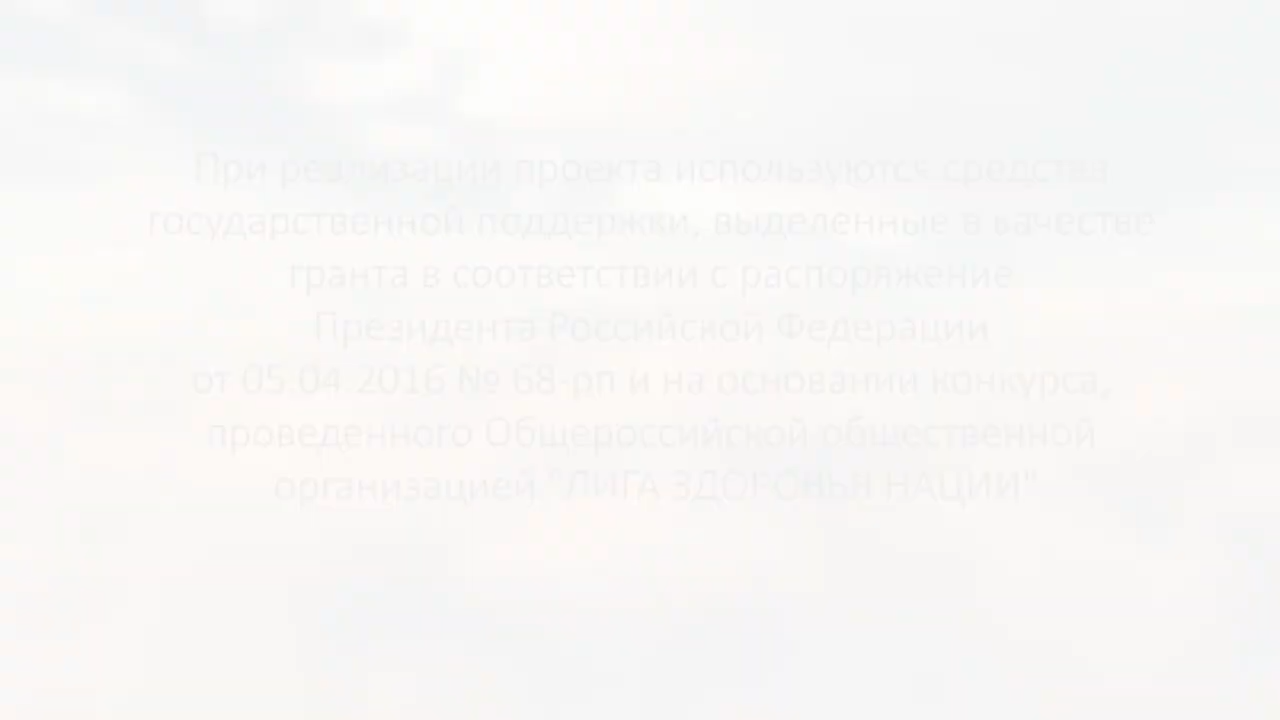 При реализации проекта используются средства
государственной поддержки, выделенные в качестве
гранта в соответствии с распоряжение
Президента Российской Федерации
от 05.04.2016 № 68-рп и на основании конкурса,
проведенного Общероссийской общественной
организацией "ЛИГА ЗДОРОВЬЯ НАЦИИ"